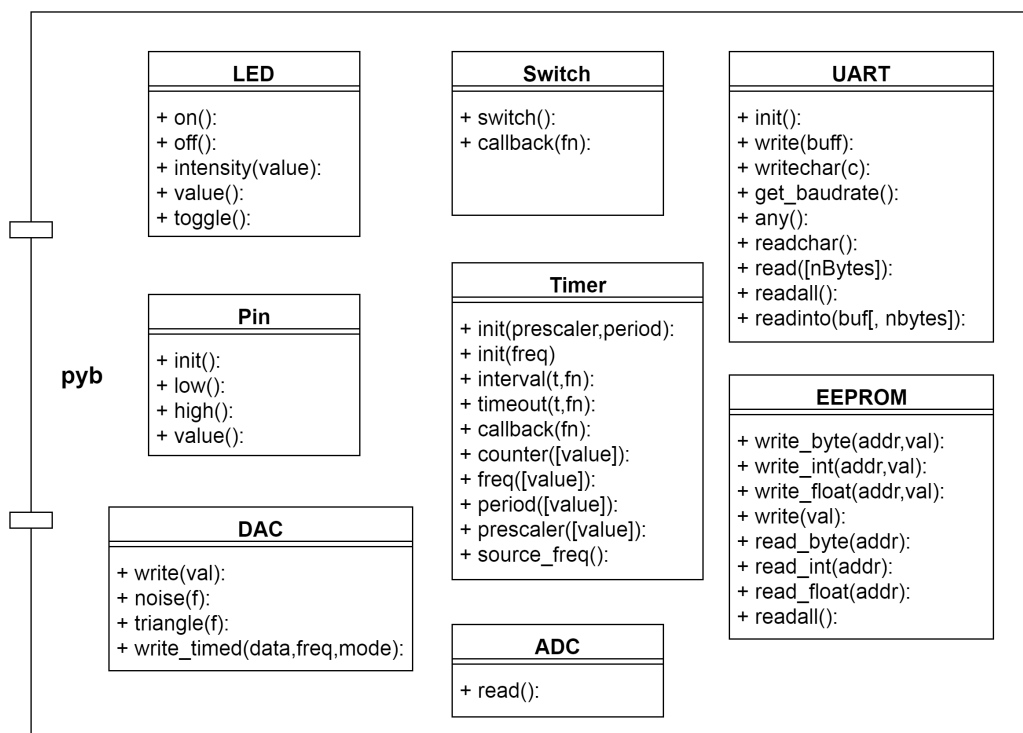 LED
+ on():
+ off():
+ intensity(value):
+ value():
+ toggle():
Switch
+ switch():
+ callback(fn):
UART
+ init():
+ write(buff):
+ writechar(c):
+ get_baudrate():
+ any():
+ readchar():
+ read([nBytes]):
+ readall():
+ readinto(buf[, nbytes]):
pyb
Pin
+ init():
+ low():
+ high():
+ value():
Timer
+ init(prescaler,period):
+ init(freq)
+ interval(t,fn):
+ timeout(t,fn):
+ callback(fn):
+ counter([value]):
+ freq([value]):
+ period([value]):
+ prescaler([value]):
+ source_freq():
EEPROM
+ write_byte(addr,val):
+ write_int(addr,val):
+ write_float(addr,val):
+ write(val):
+ read_byte(addr):
+ read_int(addr):
+ read_float(addr):
+ readall():
DAC
+ write(val):
+ noise(f):
+ triangle(f):
+ write_timed(data,freq,mode):
ADC
+ read():